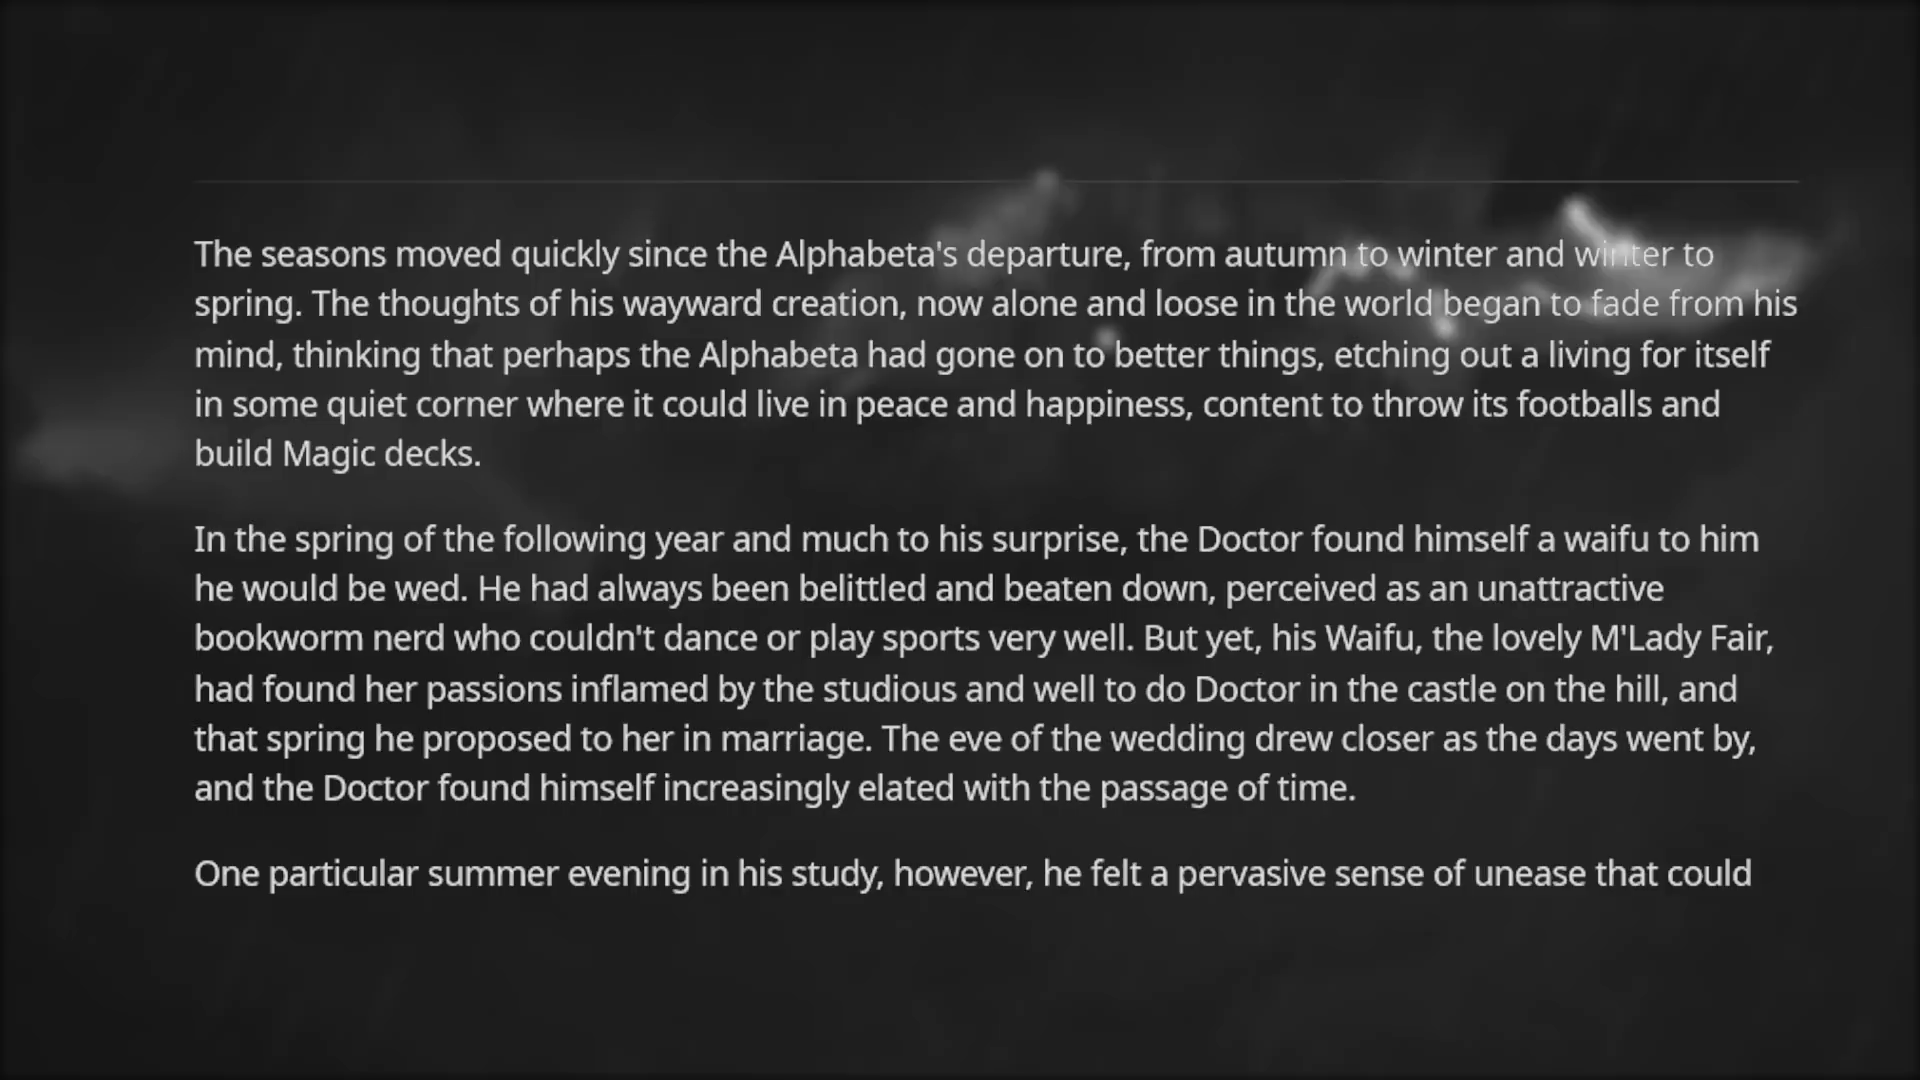 The seasons moved quickly since the Alphabeta's departure, from autumn to winter and winter to
spring. The thoughts of his wayward creation, now alone and loose in the world began to fade from his
mind, thinking that perhaps the Alphabeta had gone on to better things, etching out a living for itself
in some quiet corner where it could live in peace and happiness, content to throw its footballs and
build Magic decks.
In the spring of the following year and much to his surprise, the Doctor found himself a waifu to him
he would be wed. He had always been belittled and beaten down, perceived as an unattractive
bookworm nerd who couldn't dance or play sports very well. But yet, his Waifu, the lovely M'Lady Fair,
had found her passions inflamed by the studious and well to do Doctor in the castle on the hill, and
that spring he proposed to her in marriage. The eve of the wedding drew closer as the days went by,
and the Doctor found himself increasingly elated with the passage of time.
One particular summer evening in his study, however, he felt a pervasive sense of unease that could